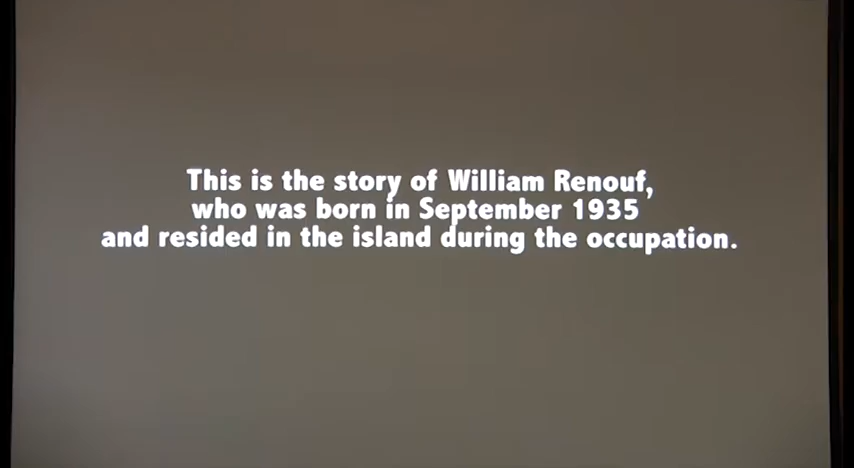 This is the story of William Renouf,
who was born in September 1935
and resided in the island during the occupation.